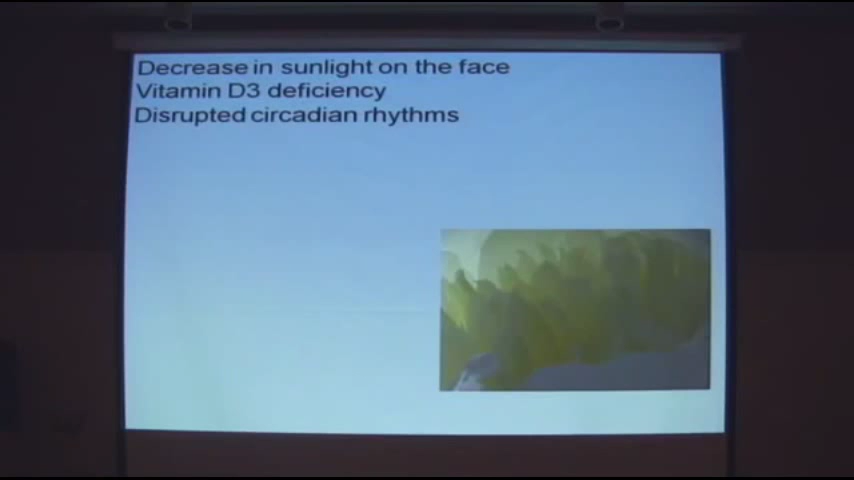 Decrease in sunlight on the face
Vitamin D3 deficiency
Disrupted circadian rhythms